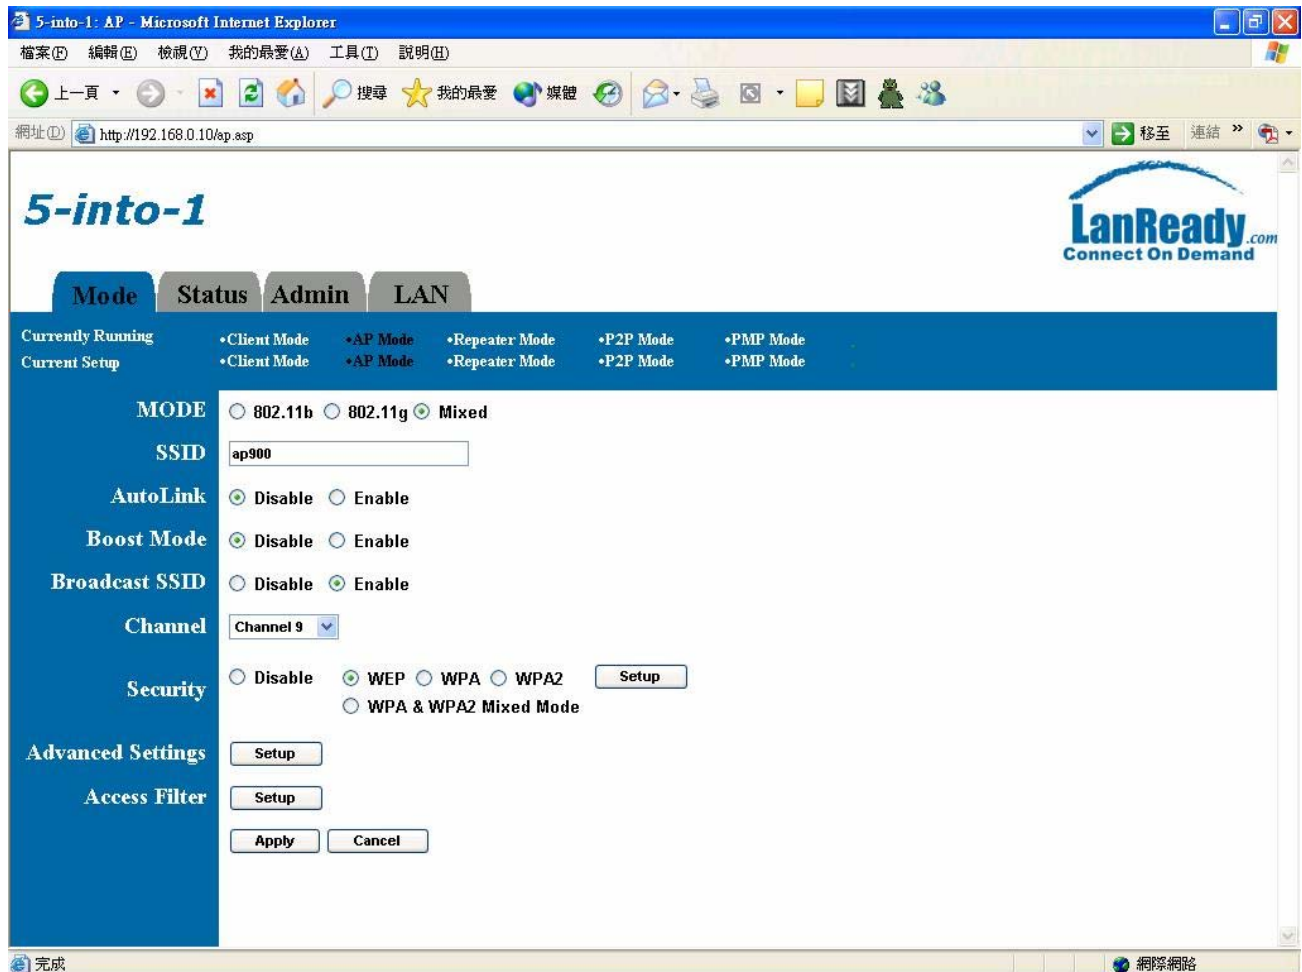 5-into-1: AP - Microsoft Internet Explorer
檔案(F) 編輯(E) 檢視(V) 我的最愛(A) 工具(T) 說明(H)
上一頁 搜尋 我的最愛 媒體
網址(D) http://192.168.0.10/ap.asp 移至 連結 »
5-into-1
LanReady.com
Connect On Demand
Mode Status Admin LAN
Currently Running •Client Mode •AP Mode •Repeater Mode •P2P Mode •PMP Mode
Current Setup •Client Mode •AP Mode •Repeater Mode •P2P Mode •PMP Mode
MODE 802.11b 802.11g Mixed
SSID ap900
AutoLink Disable Enable
Boost Mode Disable Enable
Broadcast SSID Disable Enable
Channel Channel 9
Security Disable WEP WPA WPA2 Setup
WPA & WPA2 Mixed Mode
Advanced Settings Setup
Access Filter Setup
Apply Cancel
完成 網際網路